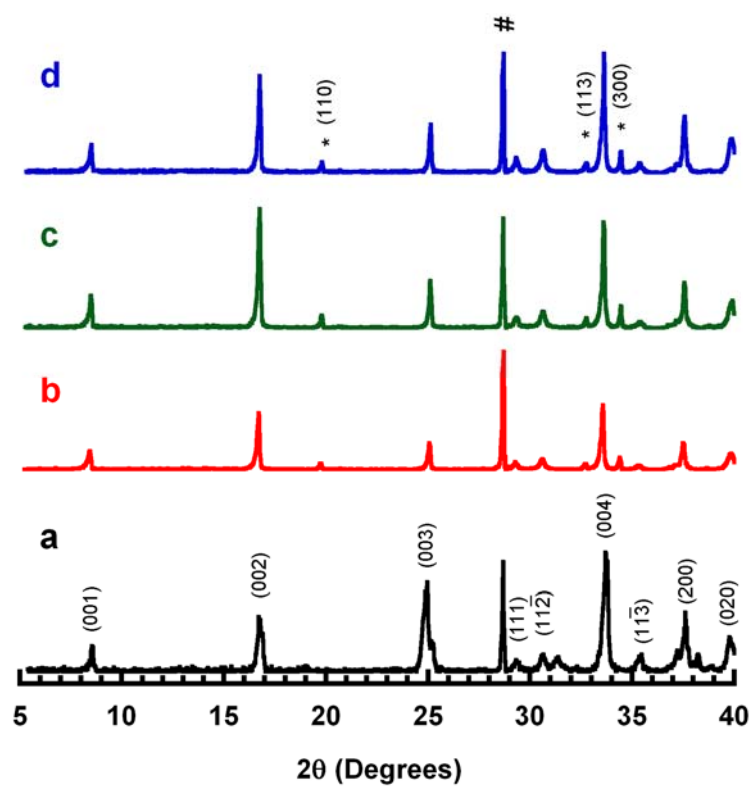 #
d
* (110)
* (113)
* (300)
c
b
a
(001)
(002)
(003)
(111)
(112̅)
(004)
(11̅3)
(200)
(020)
5 10 15 20 25 30 35 40
2θ (Degrees)